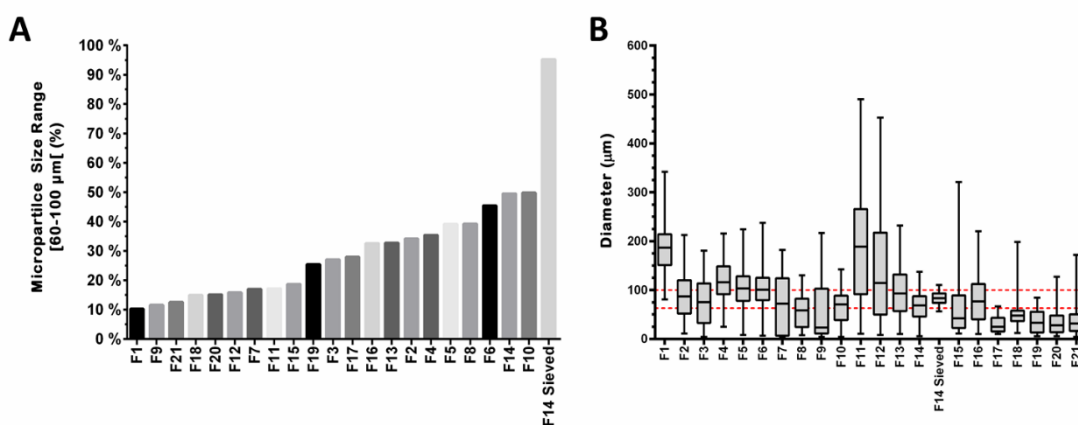 A
Micropartilce Size Range
[60-100 µm[ (%)
100 %
90 %
80 %
70 %
60 %
50 %
40 %
30 %
20 %
10 %
0 %
F1
F9
F21
F18
F20
F12
F7
F11
F15
F19
F3
F17
F16
F13
F2
F4
F5
F8
F6
F14
F10
F14 Sieved
B
Diameter (µm)
600
500
400
300
200
100
0
F1
F2
F3
F4
F5
F6
F7
F8
F9
F10
F11
F12
F13
F14
F14 Sieved
F15
F16
F17
F18
F19
F20
F21